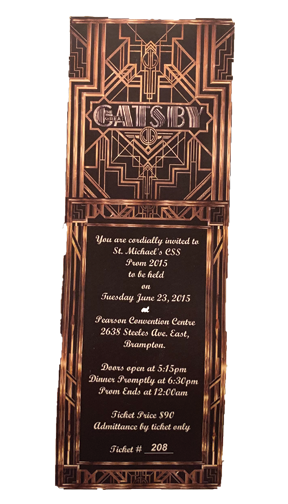 THE
GATSBY
You are cordially invited to
St. Michael's CSS
Prom 2015
to be held
on
Tuesday June 23, 2015
at
Pearson Convention Centre
2638 Steeles Ave. East,
Brampton.
Doors open at 5:15pm
Dinner Promptly at 6:30pm
Prom Ends at 12:00am
Ticket Price $90
Admittance by ticket only
Ticket # 208